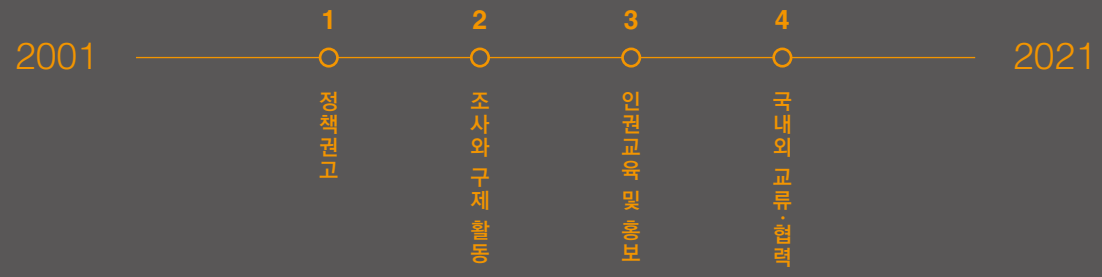 2001
1
정책권고
2
조사와 구제 활동
3
인권교육 및 홍보
4
국내외 교류·협력
2021